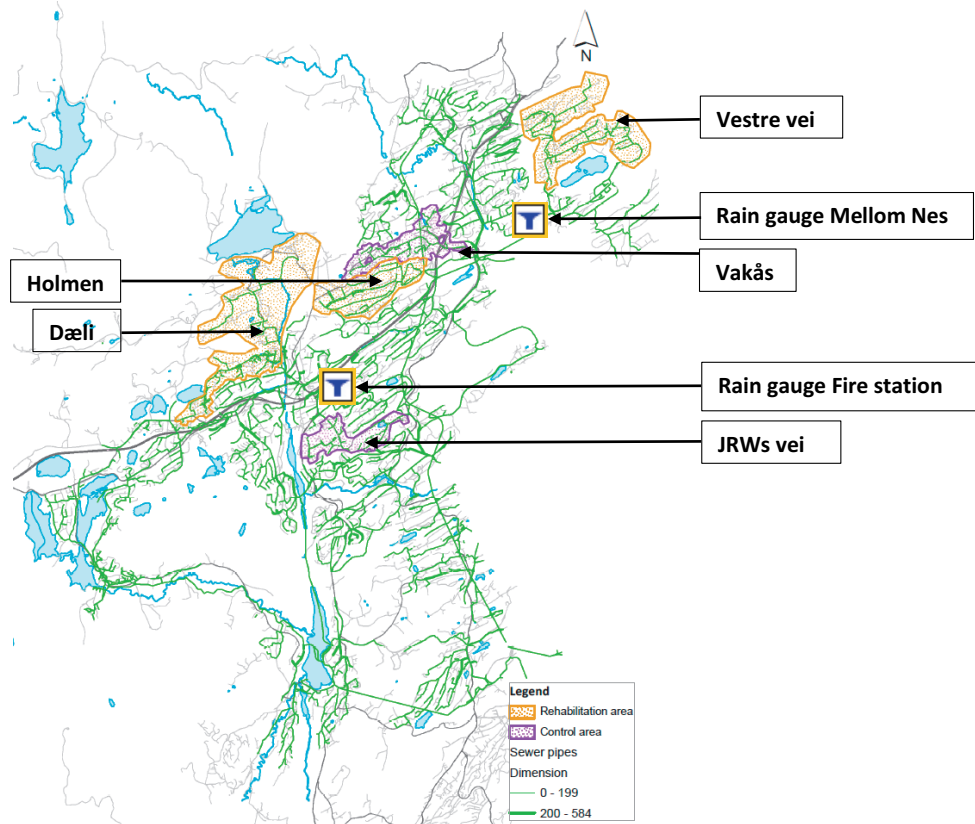 N
Vestre vei
Rain gauge Mellom Nes
Vakås
Holmen
Dæli
Rain gauge Fire station
JRWs vei
Legend
Rehabilitation area
Control area
Sewer pipes
Dimension
0 - 199
200 - 584